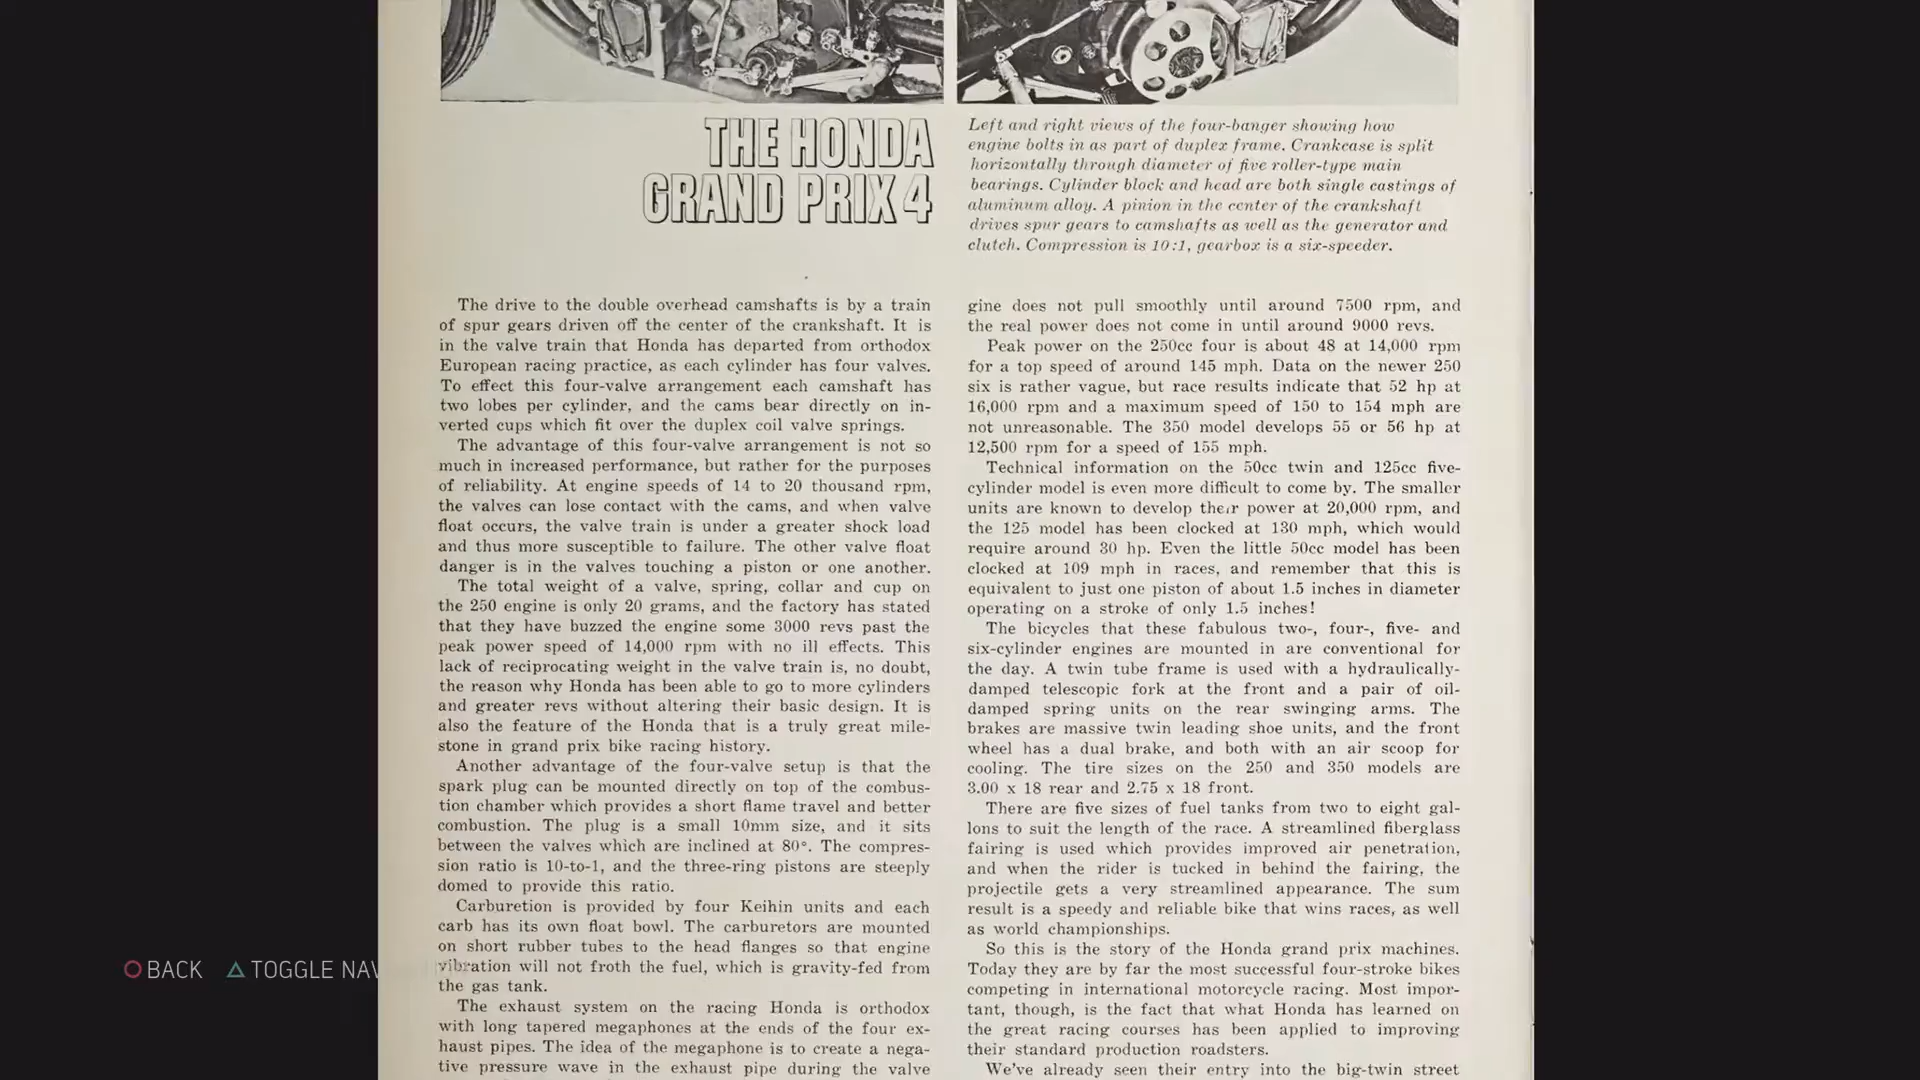 THE HONDA
GRAND PRIX 4
Left and right views of the four-banger showing how
engine bolts in as part of duplex frame. Crankcase is split
horizontally through diameter of five roller-type main
bearings. Cylinder block and head are both single castings of
aluminum alloy. A pinion in the center of the crankshaft
drives spur gears to camshafts as well as the generator and
clutch. Compression is 10:1, gearbox is a six-speeder.
The drive to the double overhead camshafts is by a train
of spur gears driven off the center of the crankshaft. It is
in the valve train that Honda has departed from orthodox
European racing practice, as each cylinder has four valves.
To effect this four-valve arrangement each camshaft has
two lobes per cylinder, and the cams bear directly on in-
verted cups which fit over the duplex coil valve springs.
The advantage of this four-valve arrangement is not so
much in increased performance, but rather for the purposes
of reliability. At engine speeds of 14 to 20 thousand rpm,
the valves can lose contact with the cams, and when valve
float occurs, the valve train is under a greater shock load
and thus more susceptible to failure. The other valve float
danger is in the valves touching a piston or one another.
The total weight of a valve, spring, collar and cup on
the 250 engine is only 20 grams, and the factory has stated
that they have buzzed the engine some 3000 revs past the
peak power speed of 14,000 rpm with no ill effects. This
lack of reciprocating weight in the valve train is, no doubt,
the reason why Honda has been able to go to more cylinders
and greater revs without altering their basic design. It is
also the feature of the Honda that is a truly great mile-
stone in grand prix bike racing history.
Another advantage of the four-valve setup is that the
spark plug can be mounted directly on top of the combus-
tion chamber which provides a short flame travel and better
combustion. The plug is a small 10mm size, and it sits
between the valves which are inclined at 80°. The compres-
sion ratio is 10-to-1, and the three-ring pistons are steeply
domed to provide this ratio.
Carburetion is provided by four Keihin units and each
carb has its own float bowl. The carburetors are mounted
on short rubber tubes to the head flanges so that engine
vibration will not froth the fuel, which is gravity-fed from
the gas tank.
The exhaust system on the racing Honda is orthodox
with long tapered megaphones at the ends of the four ex-
haust pipes. The idea of the megaphone is to create a nega-
tive pressure wave in the exhaust pipe during the valve
gine does not pull smoothly until around 7500 rpm, and
the real power does not come in until around 9000 revs.
Peak power on the 250cc four is about 48 at 14,000 rpm
for a top speed of around 145 mph. Data on the newer 250
six is rather vague, but race results indicate that 52 hp at
16,000 rpm and a maximum speed of 150 to 154 mph are
not unreasonable. The 350 model develops 55 or 56 hp at
12,500 rpm for a speed of 155 mph.
Technical information on the 50cc twin and 125cc five-
cylinder model is even more difficult to come by. The smaller
units are known to develop their power at 20,000 rpm, and
the 125 model has been clocked at 130 mph, which would
require around 30 hp. Even the little 50cc model has been
clocked at 109 mph in races, and remember that this is
equivalent to just one piston of about 1.5 inches in diameter
operating on a stroke of only 1.5 inches!
The bicycles that these fabulous two-, four-, five- and
six-cylinder engines are mounted in are conventional for
the day. A twin tube frame is used with a hydraulically-
damped telescopic fork at the front and a pair of oil-
damped spring units on the rear swinging arms. The
brakes are massive twin leading shoe units, and the front
wheel has a dual brake, and both with an air scoop for
cooling. The tire sizes on the 250 and 350 models are
3.00 x 18 rear and 2.75 x 18 front.
There are five sizes of fuel tanks from two to eight gal-
lons to suit the length of the race. A streamlined fiberglass
fairing is used which provides improved air penetration,
and when the rider is tucked in behind the fairing, the
projectile gets a very streamlined appearance. The sum
result is a speedy and reliable bike that wins races, as well
as world championships.
So this is the story of the Honda grand prix machines.
Today they are by far the most successful four-stroke bikes
competing in international motorcycle racing. Most impor-
tant, though, is the fact that what Honda has learned on
the great racing courses has been applied to improving
their standard production roadsters.
We've already seen their entry into the big-twin street
BACK TOGGLE NAV